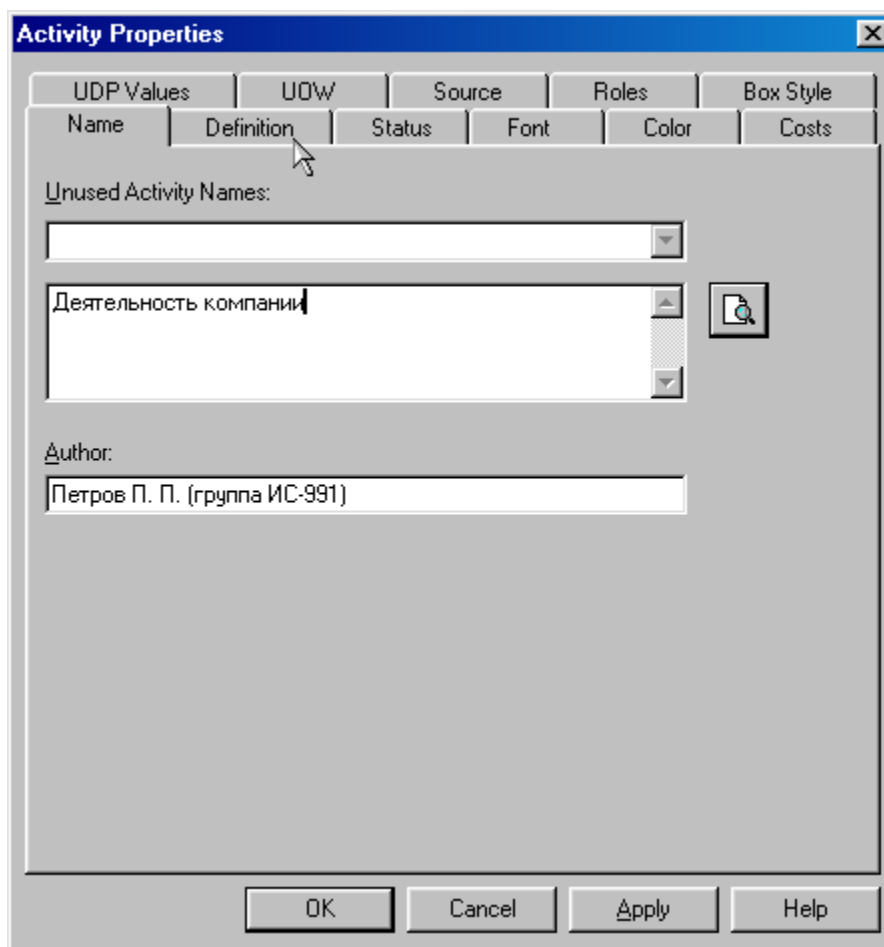 Activity Properties
UDP Values UOW Source Roles Box Style
Name Definition Status Font Color Costs
Unused Activity Names:
Деятельность компании
Author:
Петров П. П. (группа ИС-991)
OK Cancel Apply Help